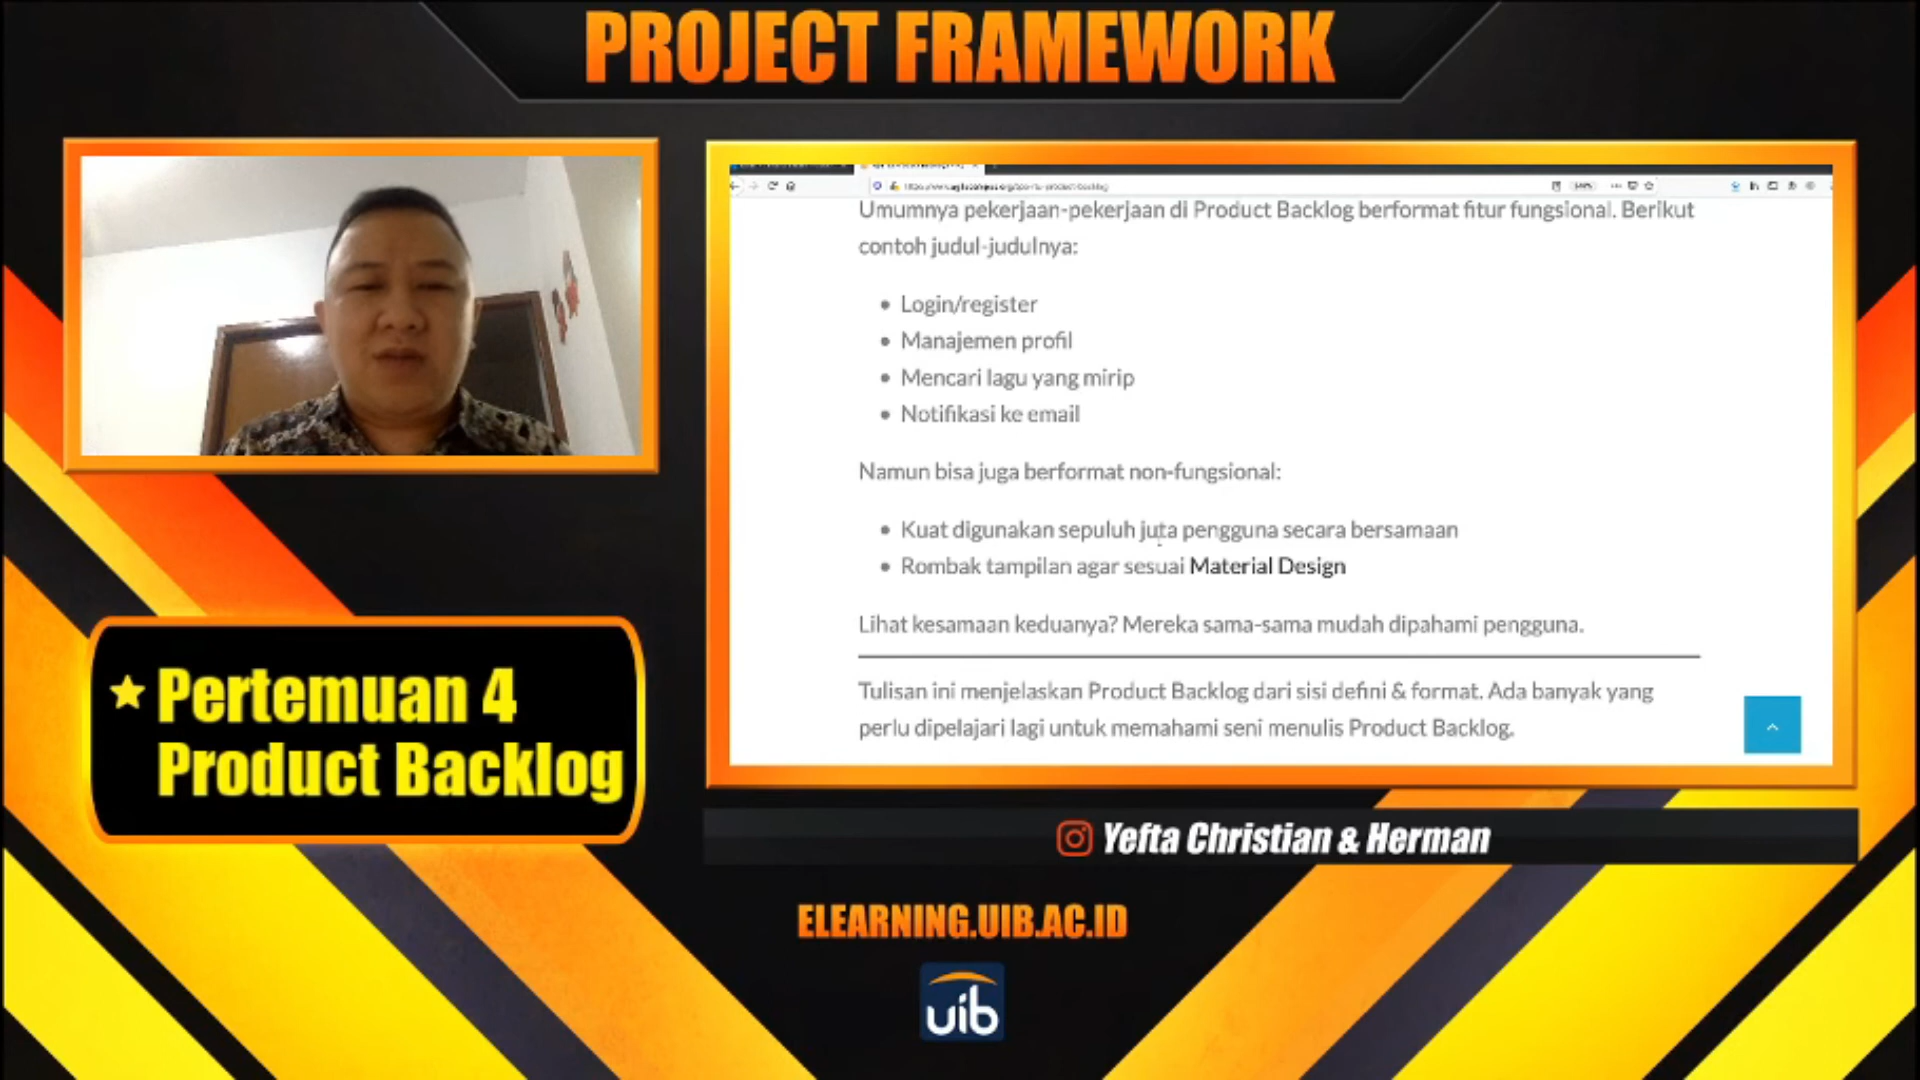 PROJECT FRAMEWORK
Umumnya pekerjaan-pekerjaan di Product Backlog berformat fitur fungsional. Berikut
contoh judul-judulnya:
Login/register
Manajemen profil
Mencari lagu yang mirip
Notifikasi ke email
Namun bisa juga berformat non-fungsional:
Kuat digunakan sepuluh juta pengguna secara bersamaan
Rombak tampilan agar sesuai Material Design
Lihat kesamaan keduanya? Mereka sama-sama mudah dipahami pengguna.
Tulisan ini menjelaskan Product Backlog dari sisi defini & format. Ada banyak yang
perlu dipelajari lagi untuk memahami seni menulis Product Backlog.
Pertemuan 4
Product Backlog
Yefta Christian & Herman
ELEARNING.UIB.AC.ID
uib